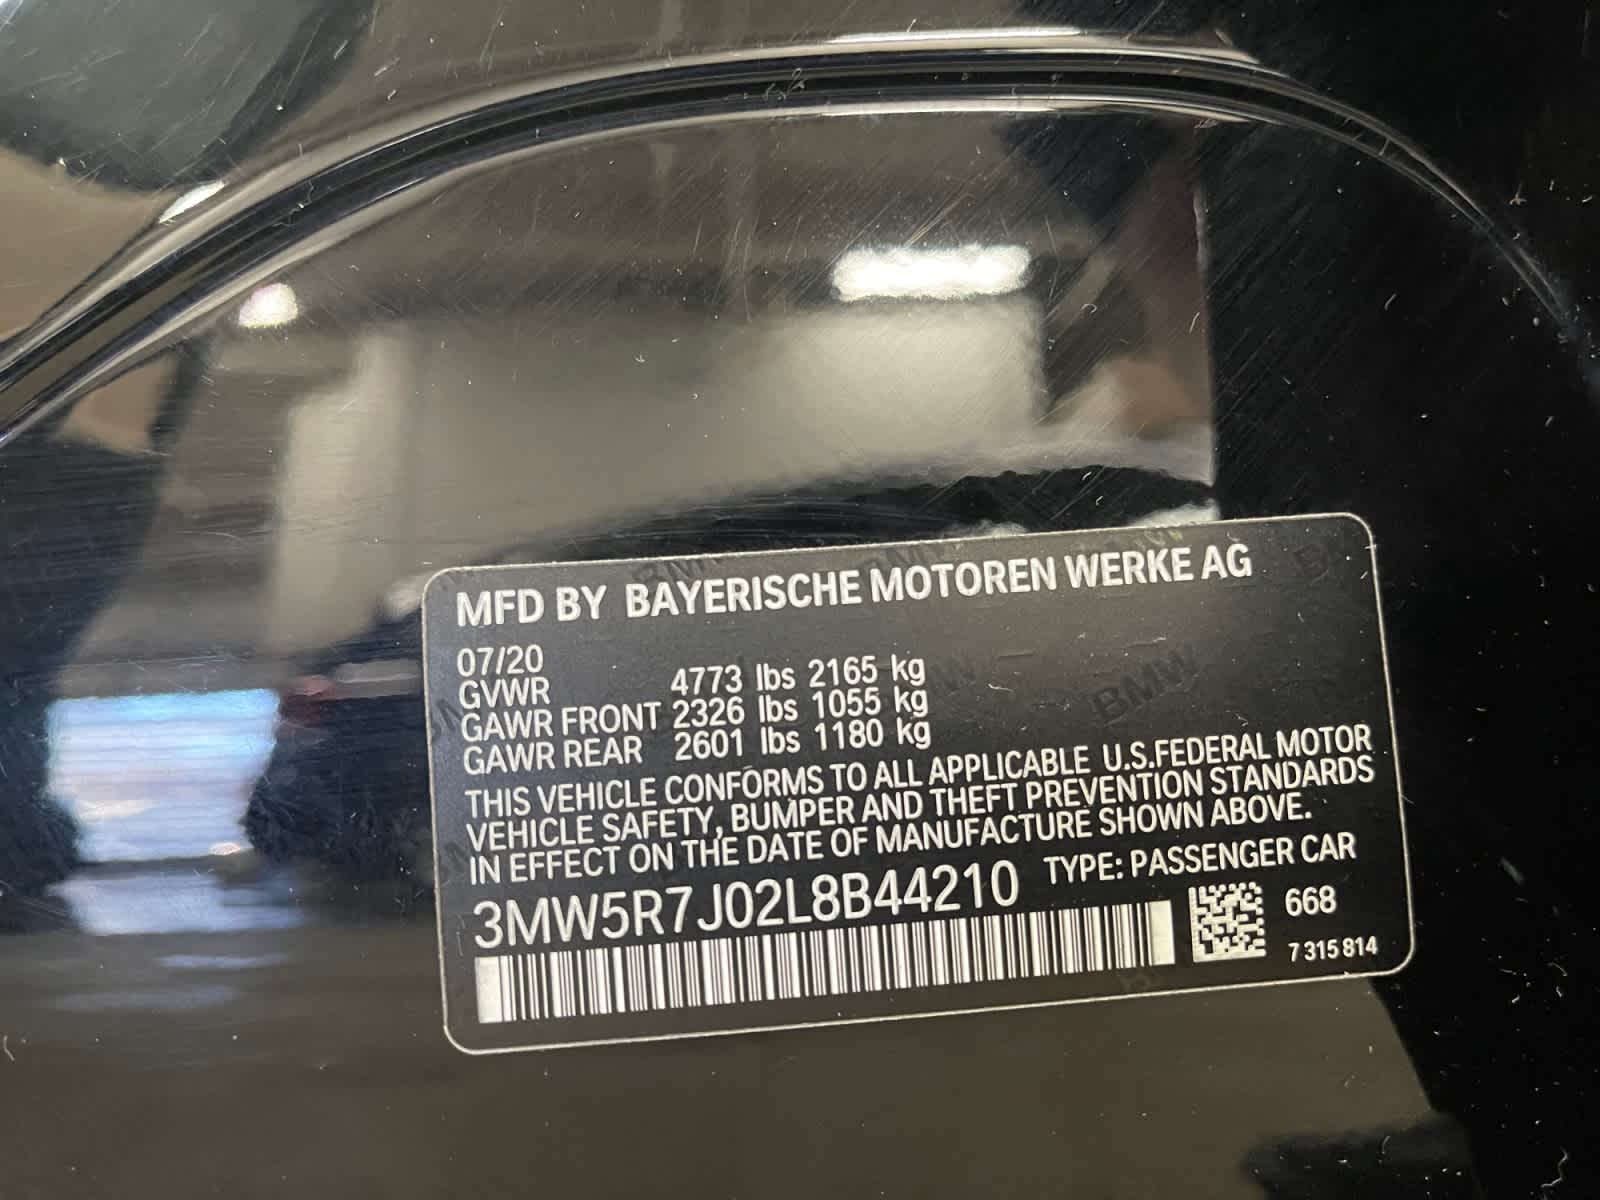 MFD BY BAYERISCHE MOTOREN WERKE AG
07/20
GVWR 4773 lbs 2165 kg
GAWR FRONT 2326 lbs 1055 kg
GAWR REAR 2601 lbs 1180 kg
THIS VEHICLE CONFORMS TO ALL APPLICABLE U.S.FEDERAL MOTOR
VEHICLE SAFETY, BUMPER AND THEFT PREVENTION STANDARDS
IN EFFECT ON THE DATE OF MANUFACTURE SHOWN ABOVE.
3MW5R7J02L8B44210 TYPE: PASSENGER CAR
668
7 315 814
BMW